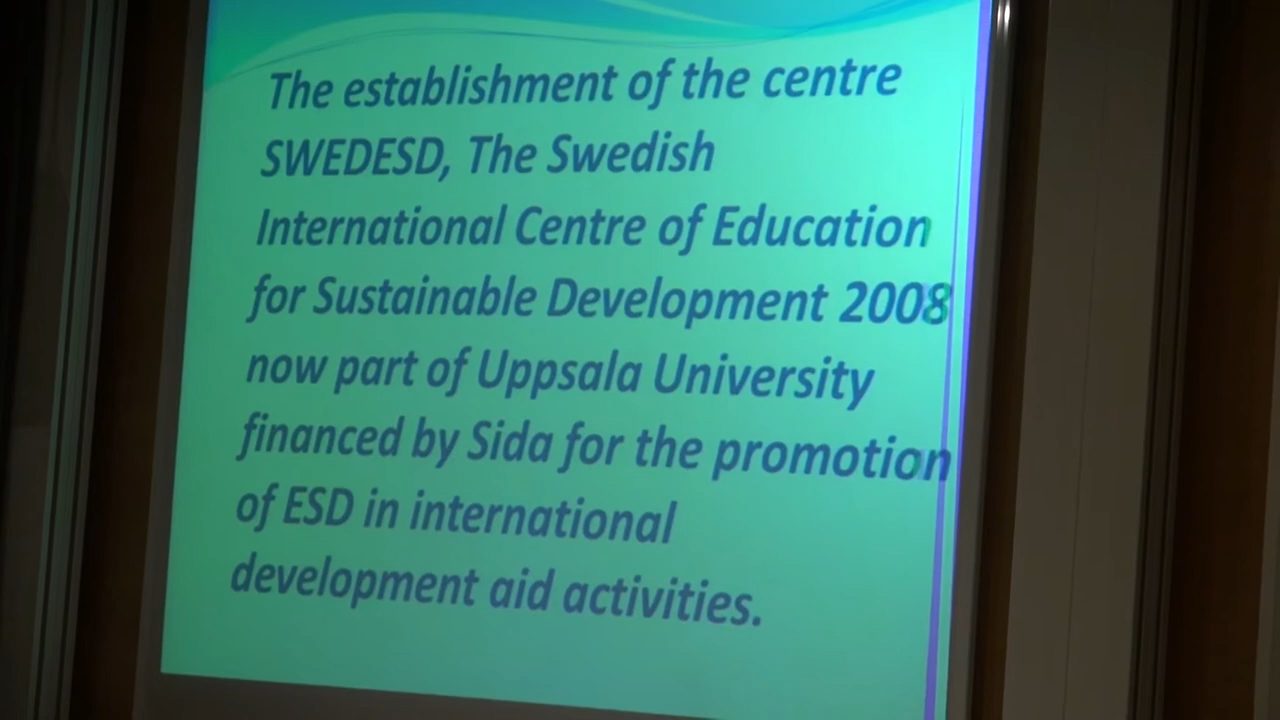 The establishment of the centre
SWEDESD, The Swedish
International Centre of Education
for Sustainable Development 2008
now part of Uppsala University
financed by Sida for the promotion
of ESD in international
development aid activities.